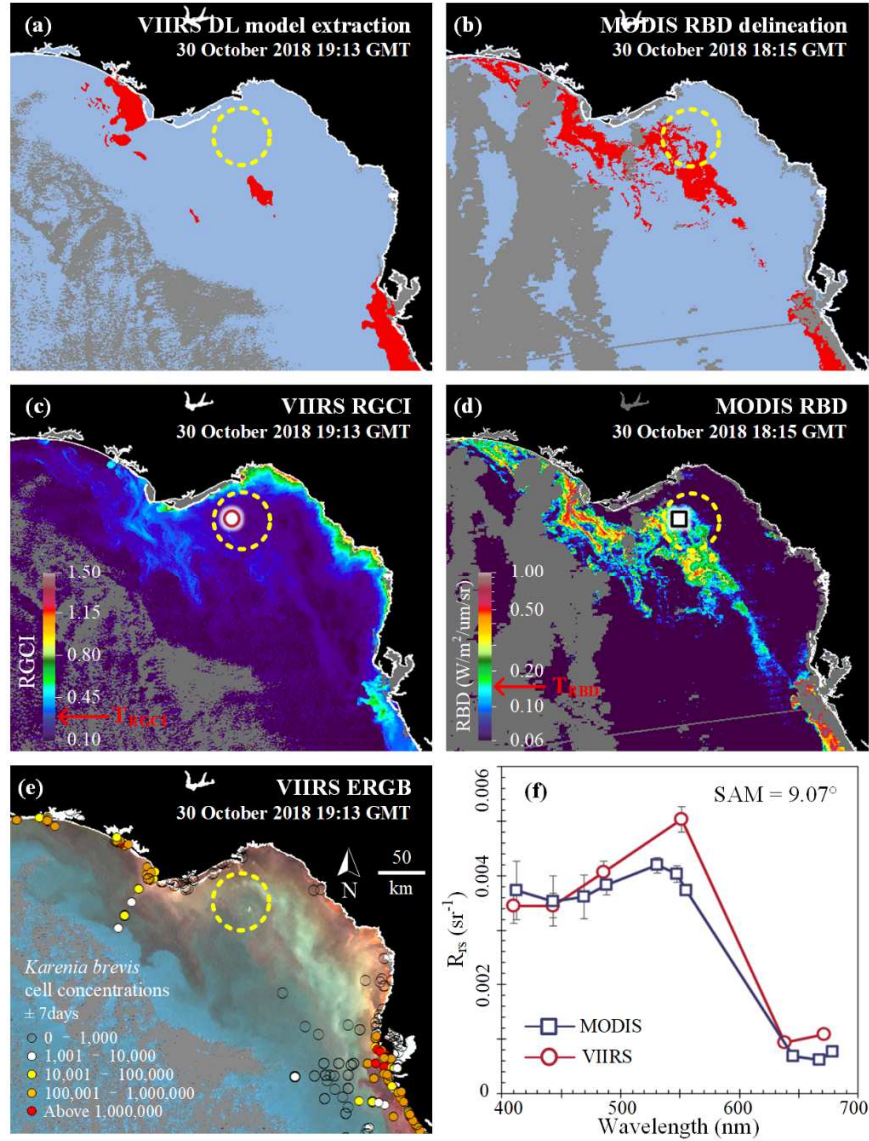 (a) VIIRS DL model extraction
30 October 2018 19:13 GMT
(b) MODIS RBD delineation
30 October 2018 18:15 GMT
(c) VIIRS RGCI
30 October 2018 19:13 GMT
RGCI
1.50
1.15
0.80
0.45
0.10
T_RGCI
(d) MODIS RBD
30 October 2018 18:15 GMT
RBD (W/m²/um/sr)
1.00
0.50
0.20
0.10
0.06
T_RBD
(e) VIIRS ERGB
30 October 2018 19:13 GMT
50
km
N
Karenia brevis
cell concentrations
± 7days
0 - 1,000
1,001 - 10,000
10,001 - 100,000
100,001 - 1,000,000
Above 1,000,000
(f) SAM = 9.07°
R_rs (sr⁻¹)
0.006
0.004
0.002
0
MODIS
VIIRS
400 500 600 700
Wavelength (nm)